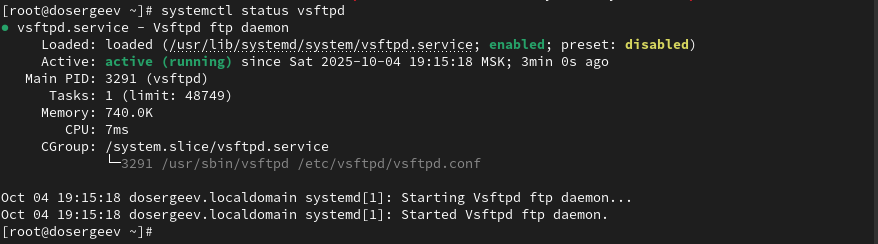 [root@dosergeev ~]# systemctl status vsftpd
● vsftpd.service - Vsftpd ftp daemon
     Loaded: loaded (/usr/lib/systemd/system/vsftpd.service; enabled; preset: disabled)
     Active: active (running) since Sat 2025-10-04 19:15:18 MSK; 3min 0s ago
   Main PID: 3291 (vsftpd)
      Tasks: 1 (limit: 48749)
     Memory: 740.0K
        CPU: 7ms
     CGroup: /system.slice/vsftpd.service
             └─3291 /usr/sbin/vsftpd /etc/vsftpd/vsftpd.conf
Oct 04 19:15:18 dosergeev.localdomain systemd[1]: Starting Vsftpd ftp daemon...
Oct 04 19:15:18 dosergeev.localdomain systemd[1]: Started Vsftpd ftp daemon.
[root@dosergeev ~]#